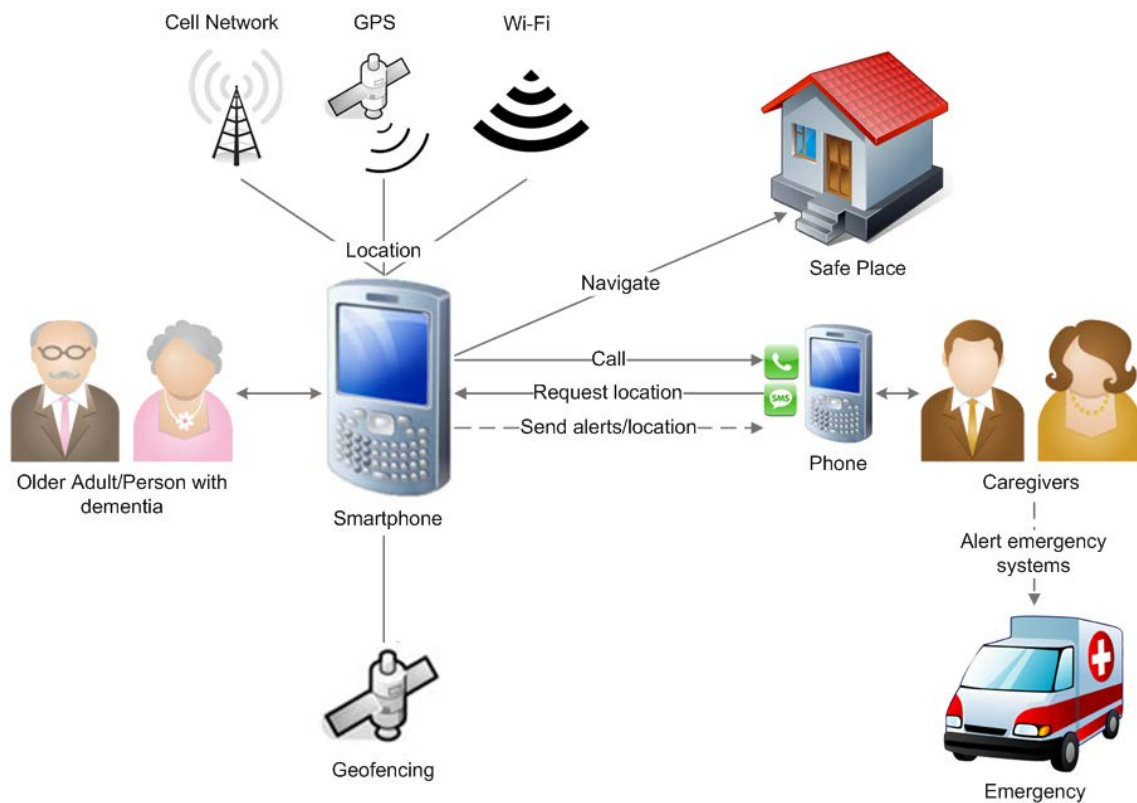 Cell Network
GPS
Wi-Fi
Location
Safe Place
Navigate
Call
Request location
SMS
Send alerts/location
Older Adult/Person with
dementia
Smartphone
Phone
Caregivers
Alert emergency
systems
Geofencing
Emergency